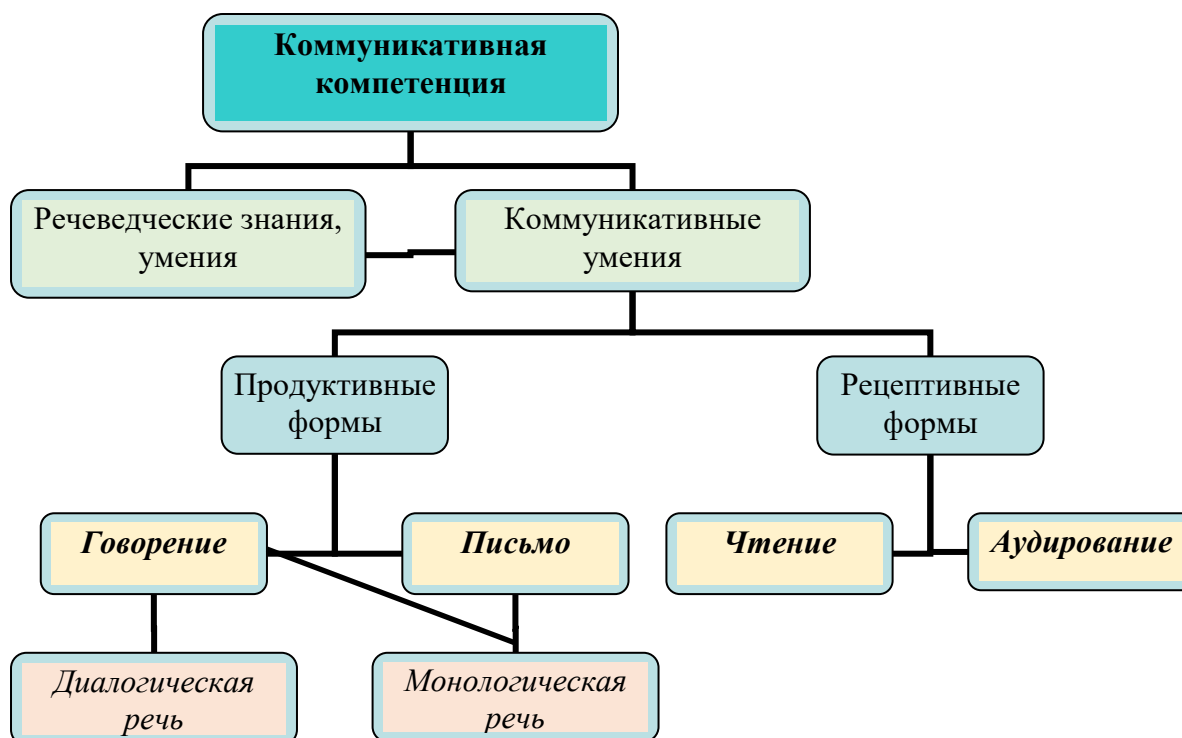 Коммуникативная
компетенция
Речеведческие знания,
умения
Коммуникативные
умения
Продуктивные
формы
Рецептивные
формы
Говорение
Письмо
Чтение
Аудирование
Диалогическая
речь
Монологическая
речь